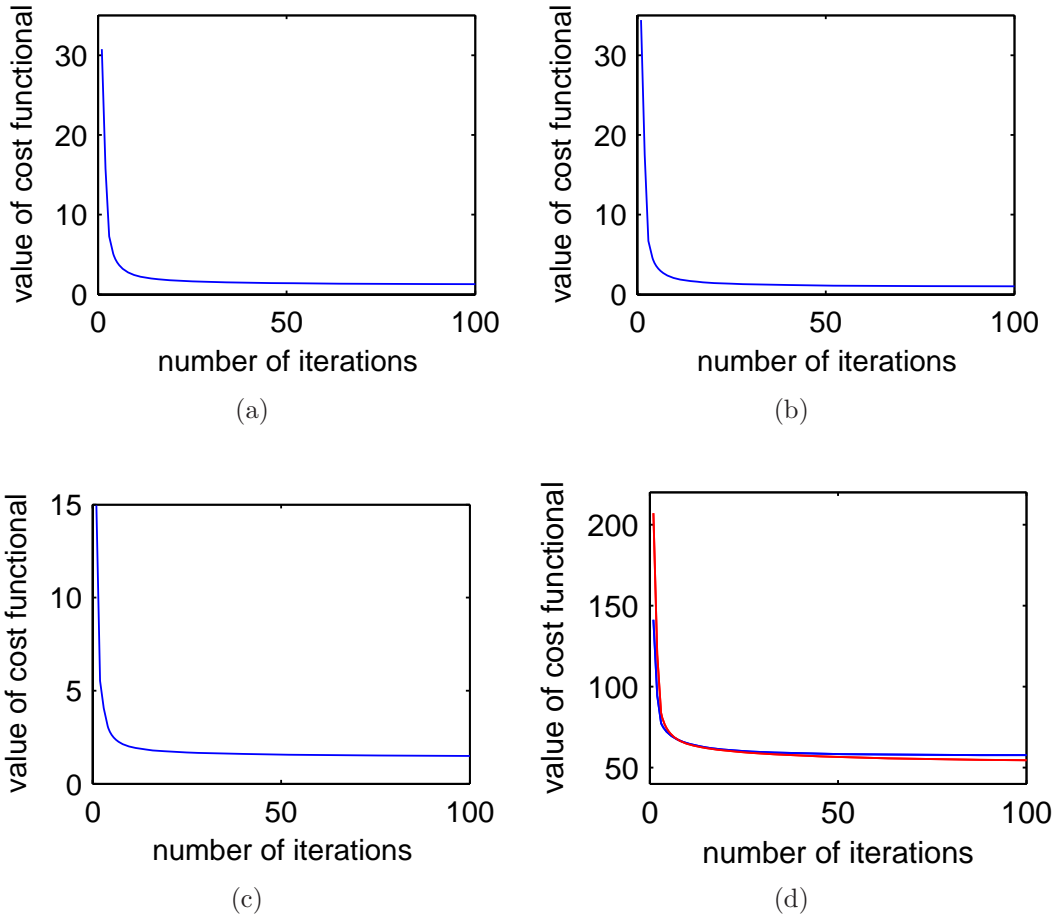 value of cost functional
30
20
10
0
0 50 100
number of iterations
(a)
value of cost functional
30
20
10
0
0 50 100
number of iterations
(b)
value of cost functional
15
10
5
0
0 50 100
number of iterations
(c)
value of cost functional
200
150
100
50
0 50 100
number of iterations
(d)